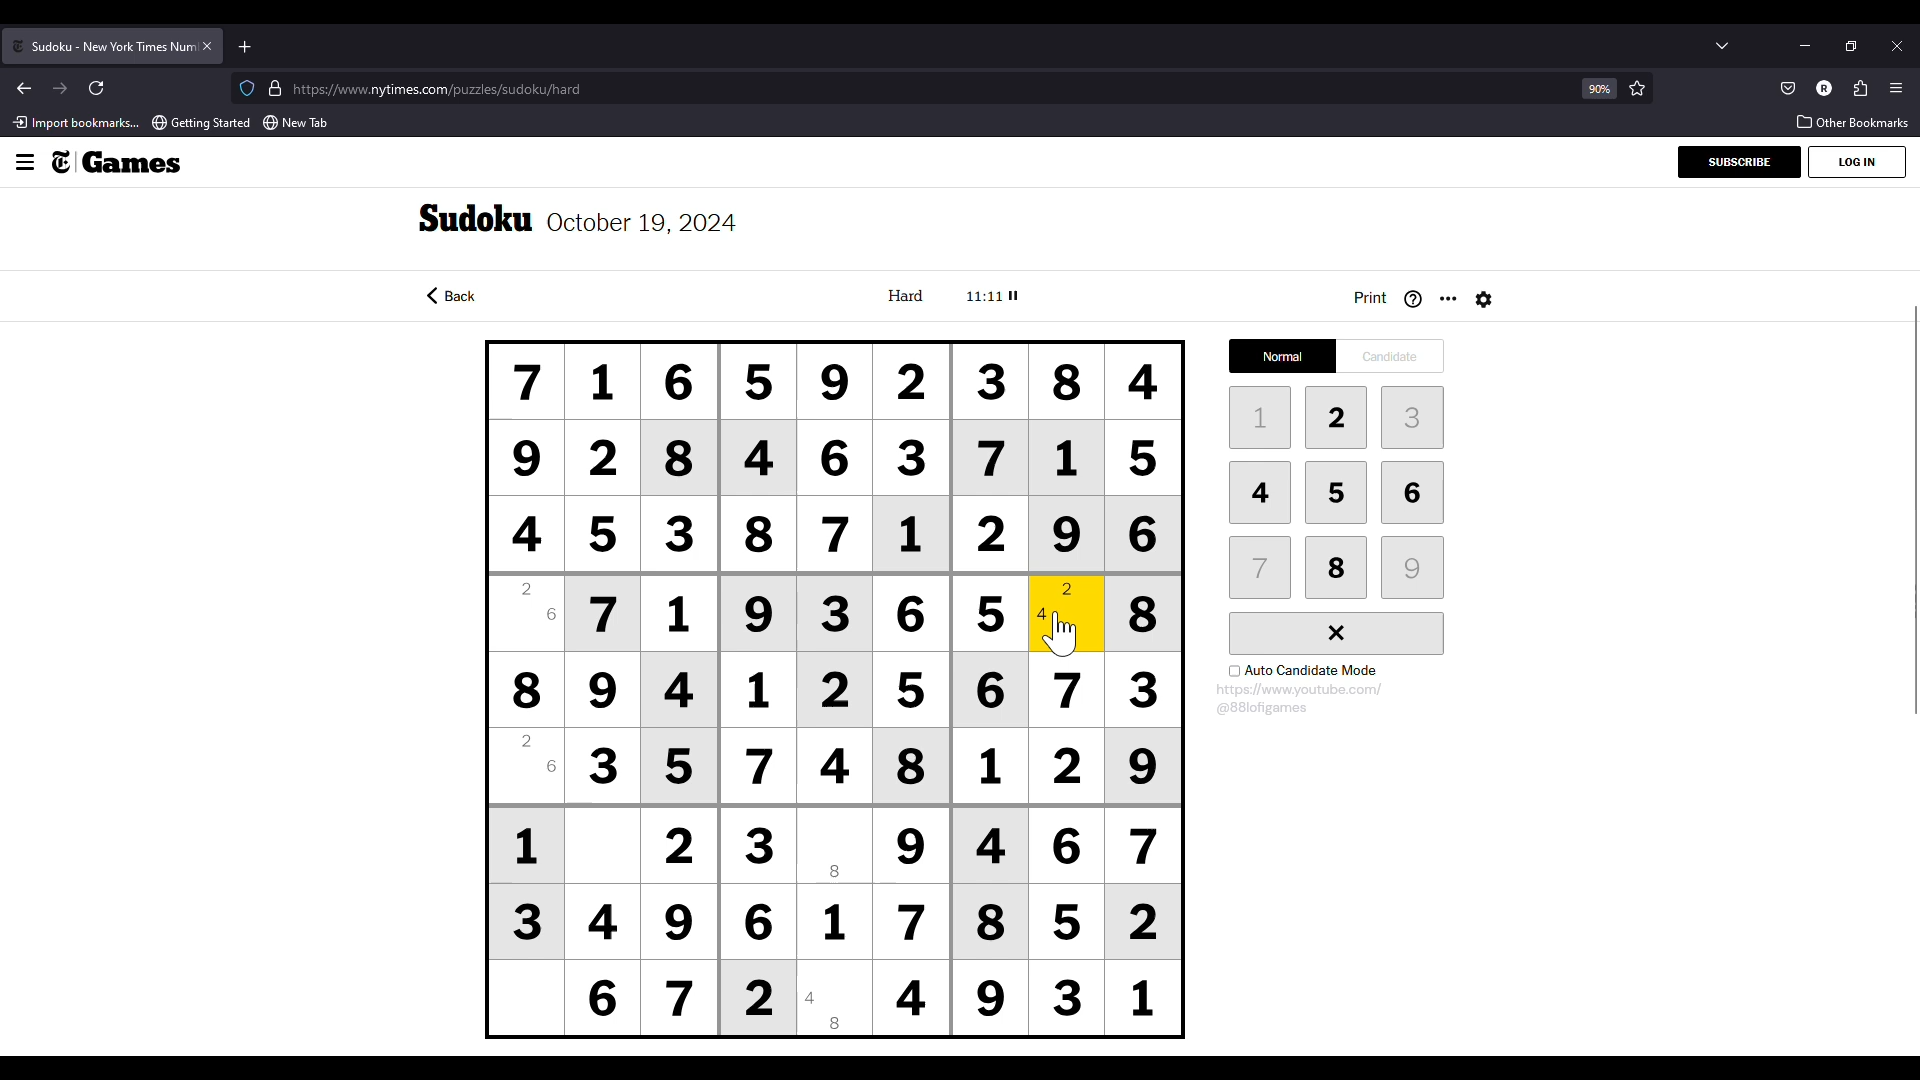 Sudoku - New York Times Num
https://www.nytimes.com/puzzles/sudoku/hard
90%
R
Import bookmarks...
Getting Started
New Tab
Other Bookmarks
T Games
SUBSCRIBE
LOG IN
Sudoku October 19, 2024
Back
Hard
11:11
Print
7 1 6 5 9 2 3 8 4
9 2 8 4 6 3 7 1 5
4 5 3 8 7 1 2 9 6
2 6 7 1 9 3 6 5 2 4 8
8 9 4 1 2 5 6 7 3
2 6 3 5 7 4 8 1 2 9
1 2 3 8 9 4 6 7
3 4 9 6 1 7 8 5 2
6 7 2 4 8 4 9 3 1
Normal
Candidate
1 2 3
4 5 6
7 8 9
Auto Candidate Mode
https://www.youtube.com/
@88lofigames